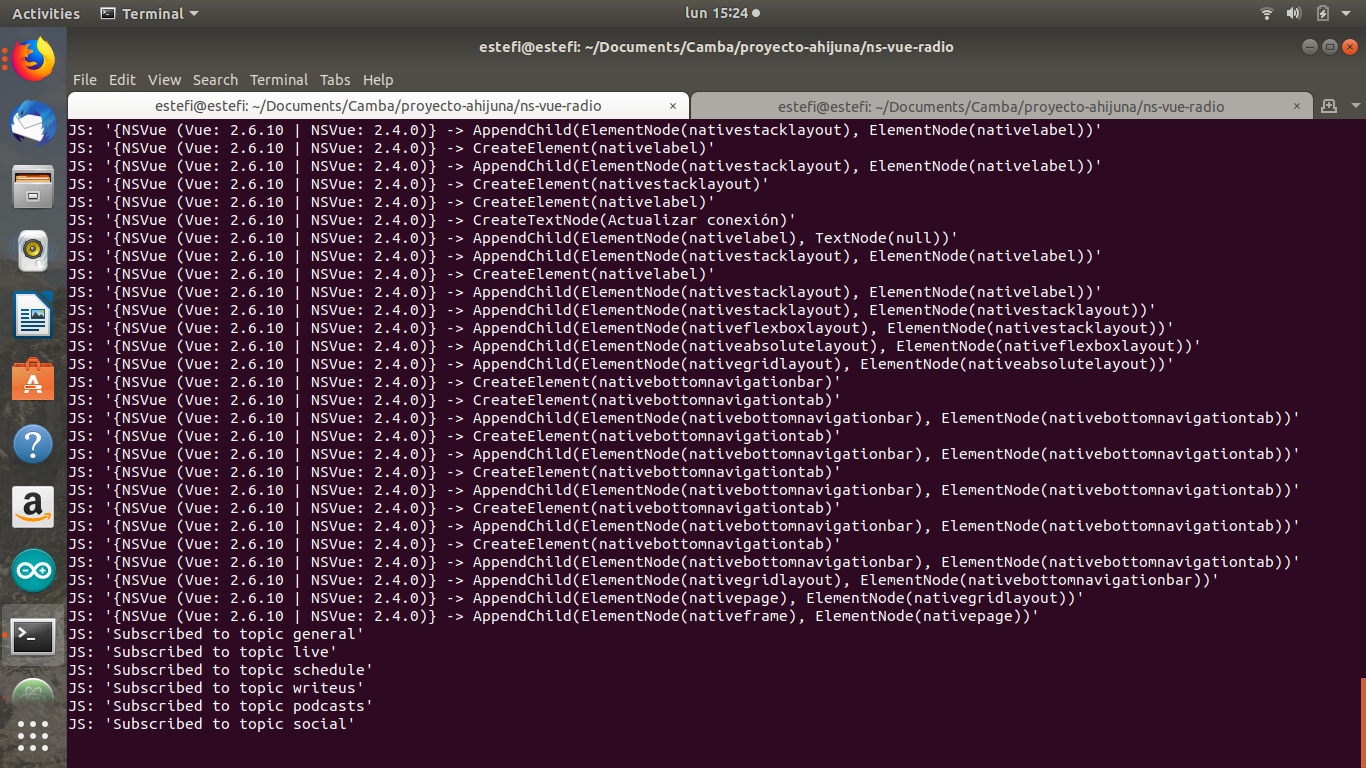 Activities
Terminal
lun 15:24
estefi@estefi: ~/Documents/Camba/proyecto-ahijuna/ns-vue-radio
File Edit View Search Terminal Tabs Help
estefi@estefi: ~/Documents/Camba/proyecto-ahijuna/ns-vue-radio ×
estefi@estefi: ~/Documents/Camba/proyecto-ahijuna/ns-vue-radio ×
JS: '{NSVue (Vue: 2.6.10 | NSVue: 2.4.0)} -> AppendChild(ElementNode(nativestacklayout), ElementNode(nativelabel))'
JS: '{NSVue (Vue: 2.6.10 | NSVue: 2.4.0)} -> CreateElement(nativelabel)'
JS: '{NSVue (Vue: 2.6.10 | NSVue: 2.4.0)} -> AppendChild(ElementNode(nativestacklayout), ElementNode(nativelabel))'
JS: '{NSVue (Vue: 2.6.10 | NSVue: 2.4.0)} -> CreateElement(nativestacklayout)'
JS: '{NSVue (Vue: 2.6.10 | NSVue: 2.4.0)} -> CreateElement(nativelabel)'
JS: '{NSVue (Vue: 2.6.10 | NSVue: 2.4.0)} -> CreateTextNode(Actualizar conexión)'
JS: '{NSVue (Vue: 2.6.10 | NSVue: 2.4.0)} -> AppendChild(ElementNode(nativelabel), TextNode(null))'
JS: '{NSVue (Vue: 2.6.10 | NSVue: 2.4.0)} -> AppendChild(ElementNode(nativestacklayout), ElementNode(nativelabel))'
JS: '{NSVue (Vue: 2.6.10 | NSVue: 2.4.0)} -> CreateElement(nativelabel)'
JS: '{NSVue (Vue: 2.6.10 | NSVue: 2.4.0)} -> AppendChild(ElementNode(nativestacklayout), ElementNode(nativelabel))'
JS: '{NSVue (Vue: 2.6.10 | NSVue: 2.4.0)} -> AppendChild(ElementNode(nativestacklayout), ElementNode(nativestacklayout))'
JS: '{NSVue (Vue: 2.6.10 | NSVue: 2.4.0)} -> AppendChild(ElementNode(nativeflexboxlayout), ElementNode(nativestacklayout))'
JS: '{NSVue (Vue: 2.6.10 | NSVue: 2.4.0)} -> AppendChild(ElementNode(nativeabsolutelayout), ElementNode(nativeflexboxlayout))'
JS: '{NSVue (Vue: 2.6.10 | NSVue: 2.4.0)} -> AppendChild(ElementNode(nativegridlayout), ElementNode(nativeabsolutelayout))'
JS: '{NSVue (Vue: 2.6.10 | NSVue: 2.4.0)} -> CreateElement(nativebottomnavigationbar)'
JS: '{NSVue (Vue: 2.6.10 | NSVue: 2.4.0)} -> CreateElement(nativebottomnavigationtab)'
JS: '{NSVue (Vue: 2.6.10 | NSVue: 2.4.0)} -> AppendChild(ElementNode(nativebottomnavigationbar), ElementNode(nativebottomnavigationtab))'
JS: '{NSVue (Vue: 2.6.10 | NSVue: 2.4.0)} -> CreateElement(nativebottomnavigationtab)'
JS: '{NSVue (Vue: 2.6.10 | NSVue: 2.4.0)} -> AppendChild(ElementNode(nativebottomnavigationbar), ElementNode(nativebottomnavigationtab))'
JS: '{NSVue (Vue: 2.6.10 | NSVue: 2.4.0)} -> CreateElement(nativebottomnavigationtab)'
JS: '{NSVue (Vue: 2.6.10 | NSVue: 2.4.0)} -> AppendChild(ElementNode(nativebottomnavigationbar), ElementNode(nativebottomnavigationtab))'
JS: '{NSVue (Vue: 2.6.10 | NSVue: 2.4.0)} -> CreateElement(nativebottomnavigationtab)'
JS: '{NSVue (Vue: 2.6.10 | NSVue: 2.4.0)} -> AppendChild(ElementNode(nativebottomnavigationbar), ElementNode(nativebottomnavigationtab))'
JS: '{NSVue (Vue: 2.6.10 | NSVue: 2.4.0)} -> CreateElement(nativebottomnavigationtab)'
JS: '{NSVue (Vue: 2.6.10 | NSVue: 2.4.0)} -> AppendChild(ElementNode(nativebottomnavigationbar), ElementNode(nativebottomnavigationtab))'
JS: '{NSVue (Vue: 2.6.10 | NSVue: 2.4.0)} -> AppendChild(ElementNode(nativegridlayout), ElementNode(nativebottomnavigationbar))'
JS: '{NSVue (Vue: 2.6.10 | NSVue: 2.4.0)} -> AppendChild(ElementNode(nativepage), ElementNode(nativegridlayout))'
JS: '{NSVue (Vue: 2.6.10 | NSVue: 2.4.0)} -> AppendChild(ElementNode(nativeframe), ElementNode(nativepage))'
JS: 'Subscribed to topic general'
JS: 'Subscribed to topic live'
JS: 'Subscribed to topic schedule'
JS: 'Subscribed to topic writeus'
JS: 'Subscribed to topic podcasts'
JS: 'Subscribed to topic social'